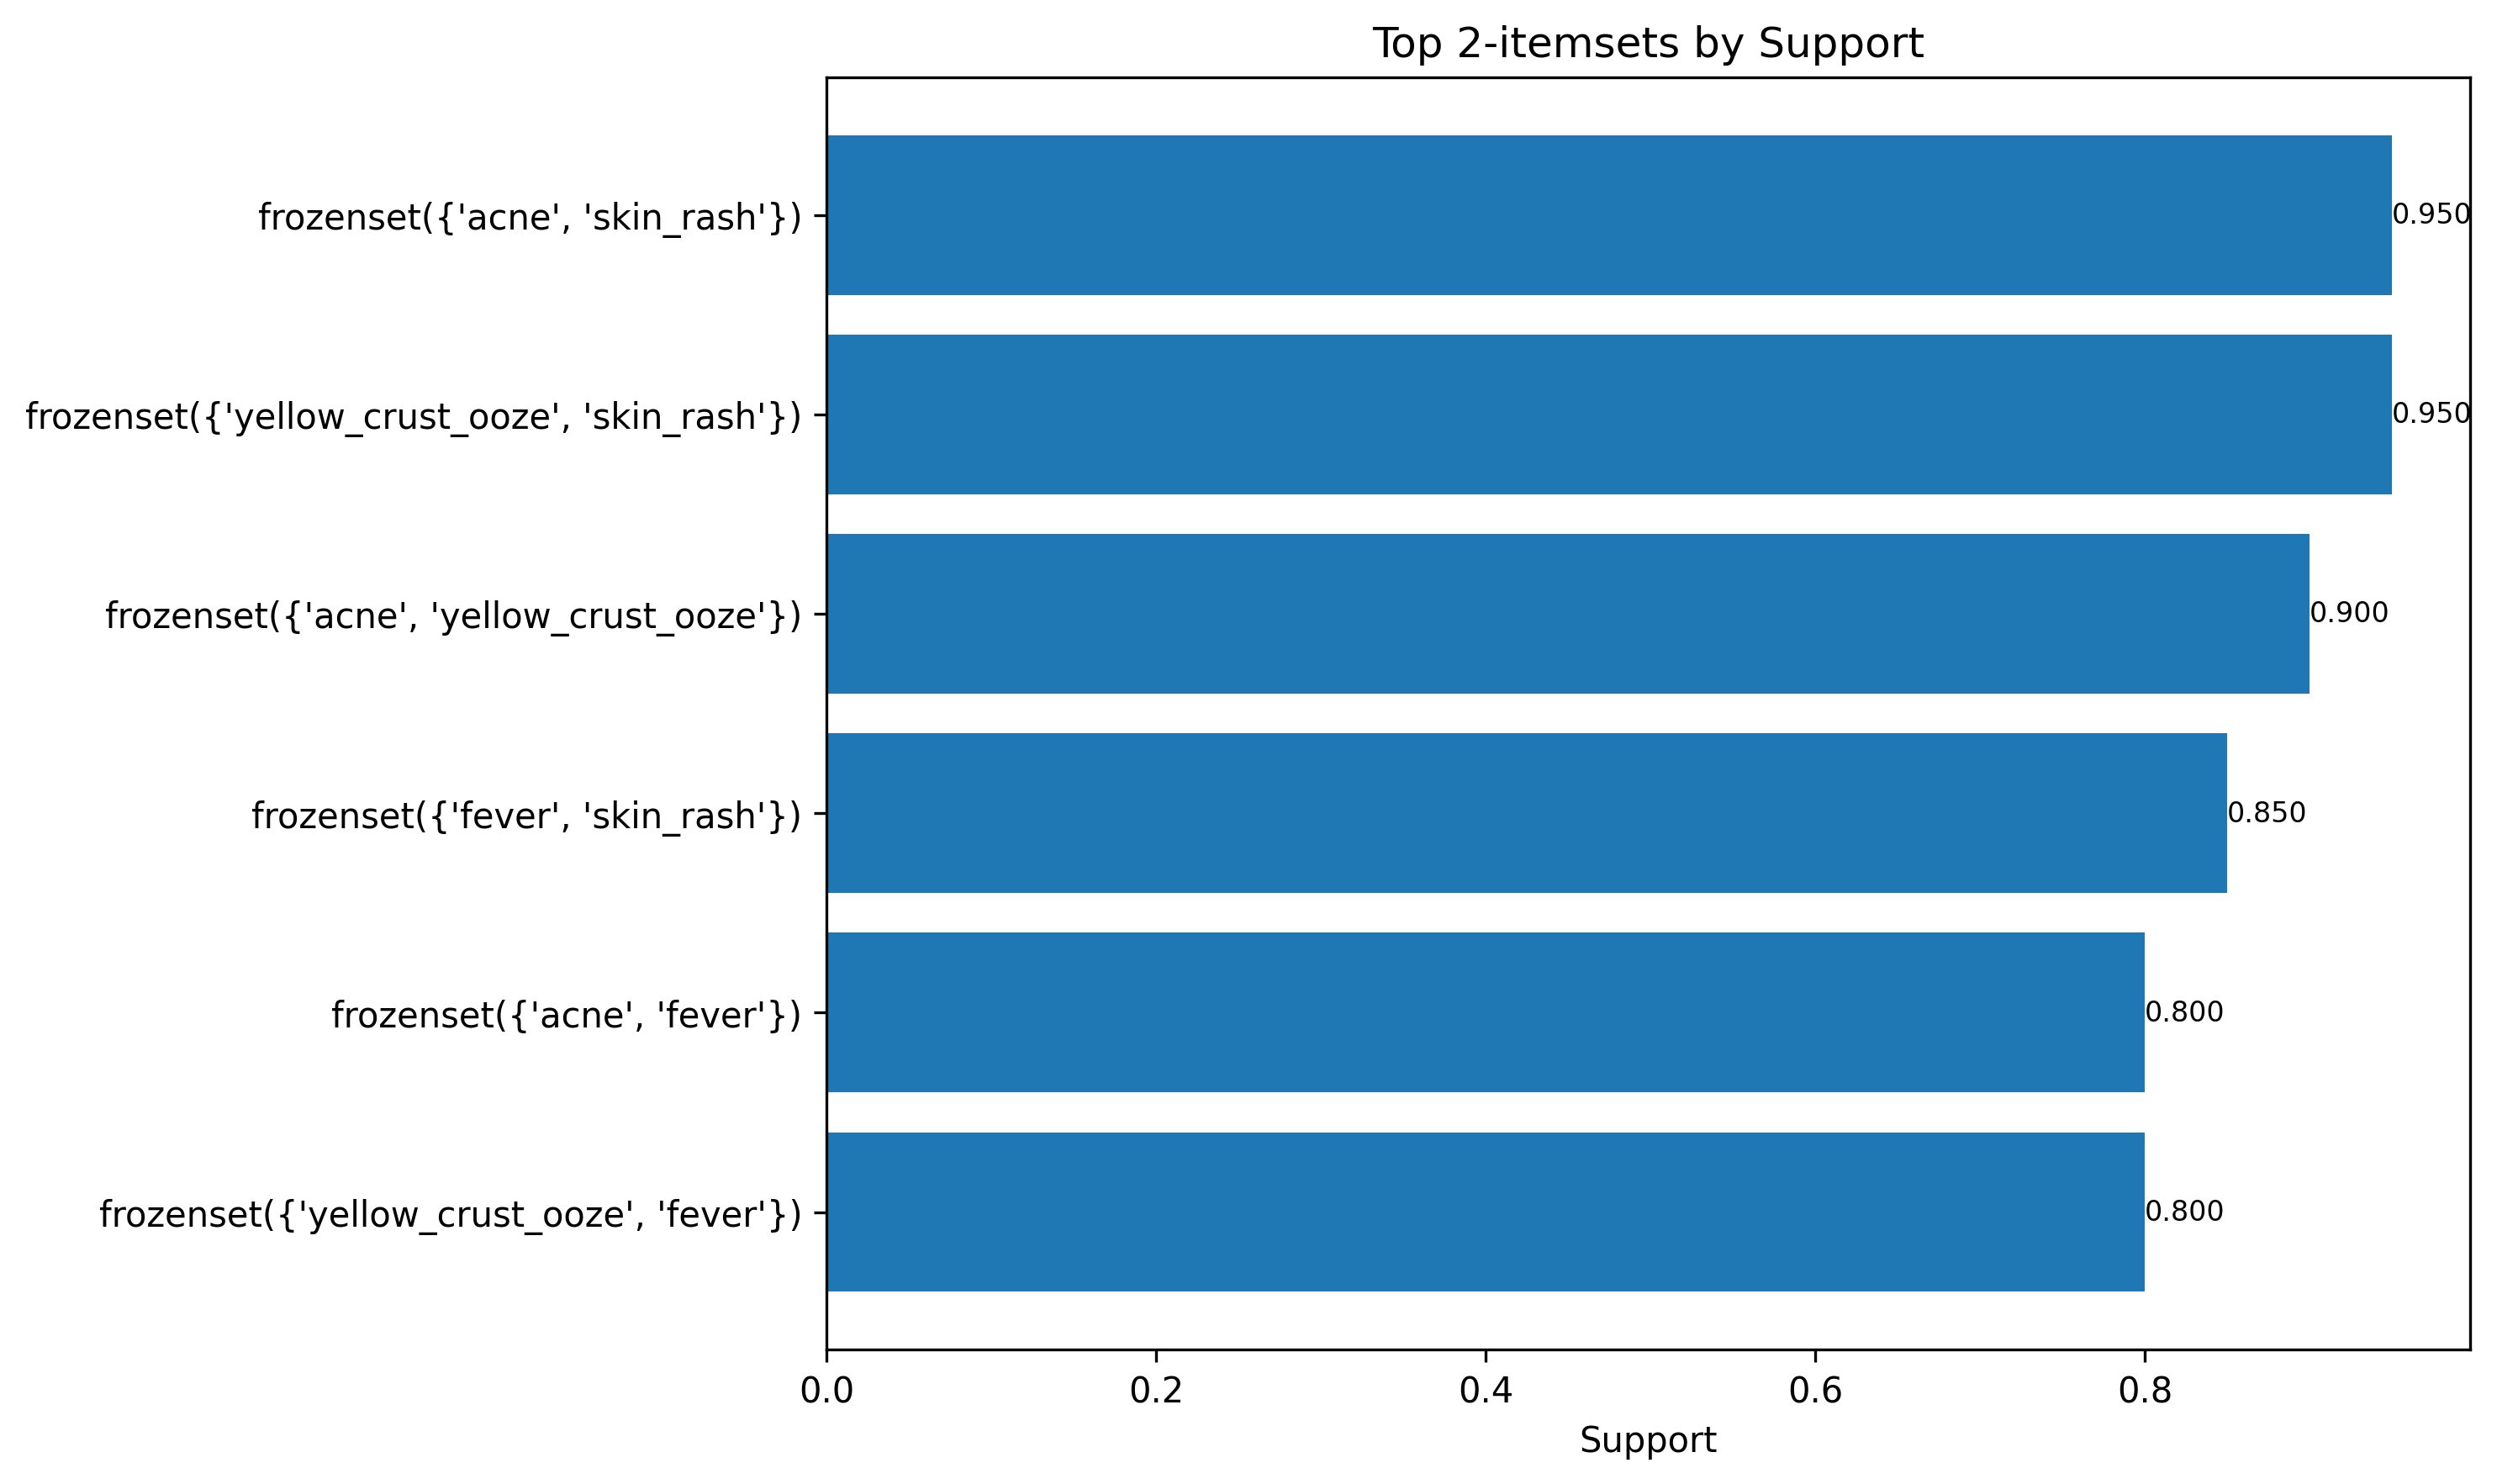 Top 2-itemsets by Support
frozenset({'acne', 'skin_rash'})
0.950
frozenset({'yellow_crust_ooze', 'skin_rash'})
0.950
frozenset({'acne', 'yellow_crust_ooze'})
0.900
frozenset({'fever', 'skin_rash'})
0.850
frozenset({'acne', 'fever'})
0.800
frozenset({'yellow_crust_ooze', 'fever'})
0.800
0.0 0.2 0.4 0.6 0.8
Support